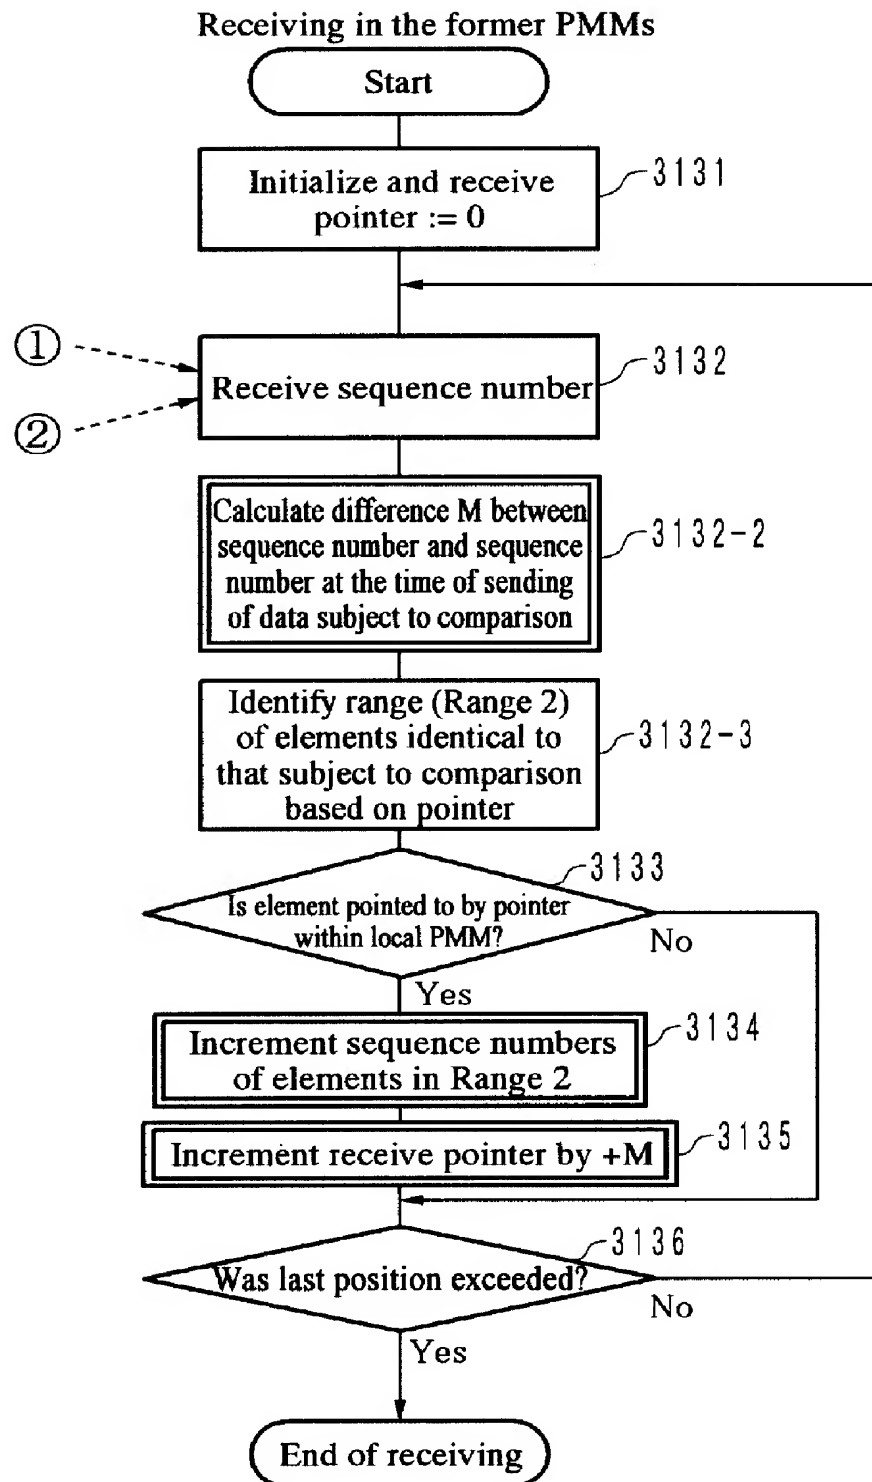 Receiving in the former PMMs
Start
Initialize and receive
pointer := 0
3131
①
②
Receive sequence number
3132
Calculate difference M between
sequence number and sequence
number at the time of sending
of data subject to comparison
3132-2
Identify range (Range 2)
of elements identical to
that subject to comparison
based on pointer
3132-3
3133
Is element pointed to by pointer
within local PMM?
No
Yes
Increment sequence numbers
of elements in Range 2
3134
Increment receive pointer by +M
3135
3136
Was last position exceeded?
No
Yes
End of receiving